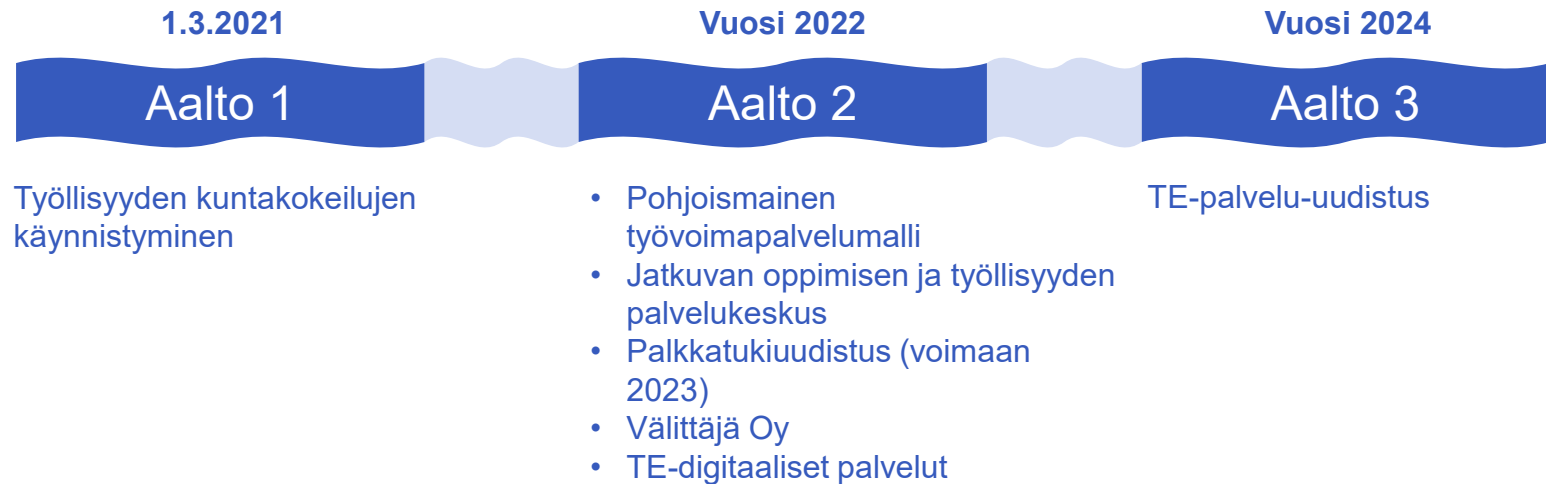 1.3.2021
Aalto 1
Työllisyyden kuntakokeilujen
käynnistyminen
Vuosi 2022
Aalto 2
• Pohjoismainen
työvoimapalvelumalli
• Jatkuvan oppimisen ja työllisyyden
palvelukeskus
• Palkkatukiuudistus (voimaan
2023)
• Välittäjä Oy
• TE-digitaaliset palvelut
Vuosi 2024
Aalto 3
TE-palvelu-uudistus